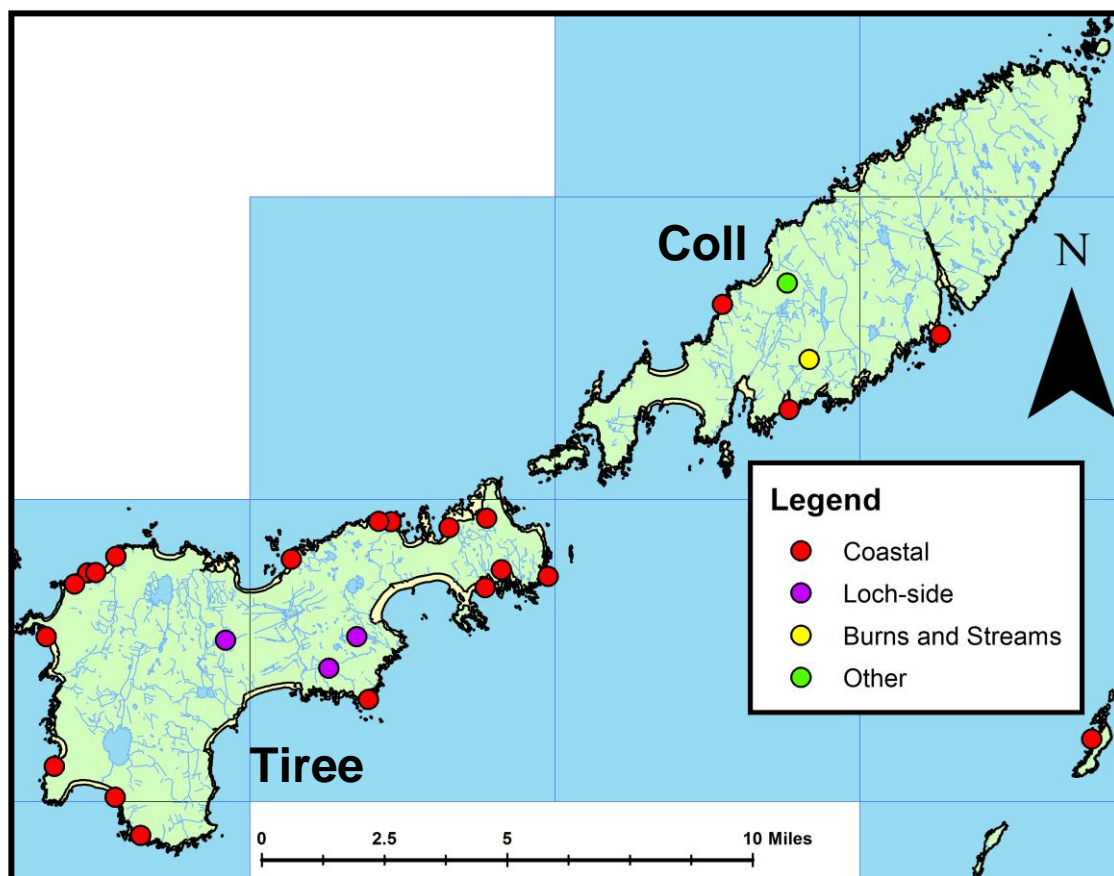 Coll
N
Legend
Coastal
Loch-side
Burns and Streams
Other
Tiree
0 2.5 5 10 Miles